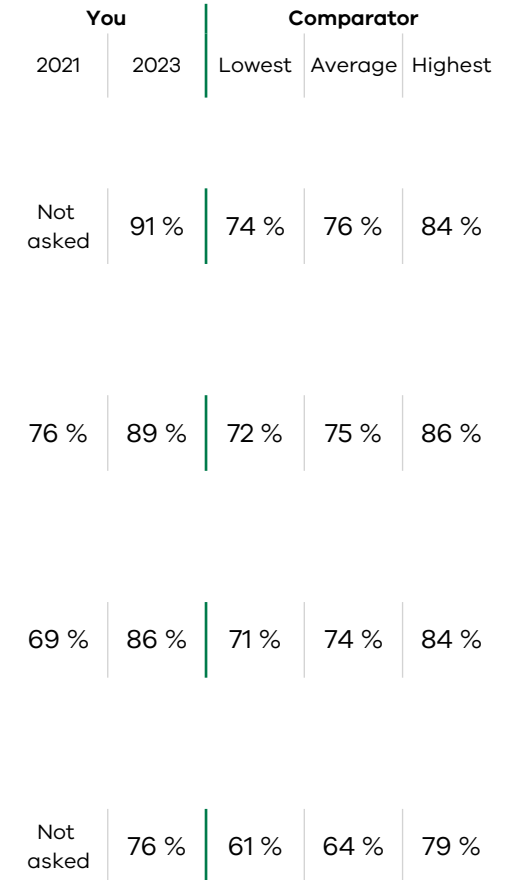 You Comparator
2021 2023 Lowest Average Highest
Not
asked 91 % 74 % 76 % 84 %
76 % 89 % 72 % 75 % 86 %
69 % 86 % 71 % 74 % 84 %
Not
asked 76 % 61 % 64 % 79 %